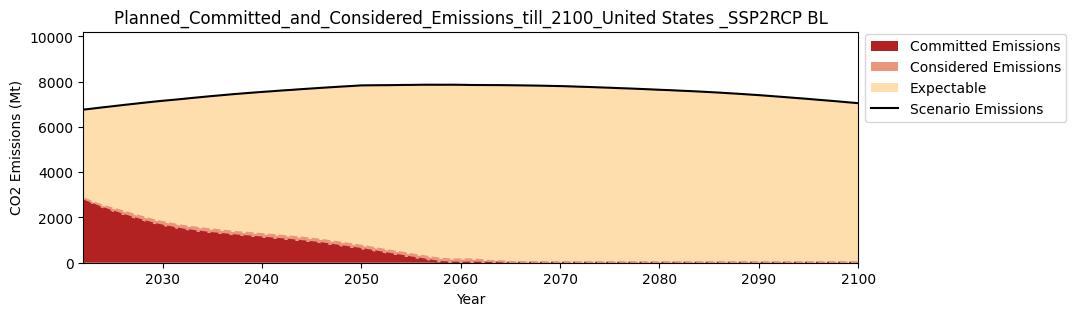 Planned_Committed_and_Considered_Emissions_till_2100_United States _SSP2RCP BL
CO2 Emissions (Mt)
10000
8000
6000
4000
2000
0
2030 2040 2050 2060 2070 2080 2090 2100
Year
Committed Emissions
Considered Emissions
Expectable
Scenario Emissions